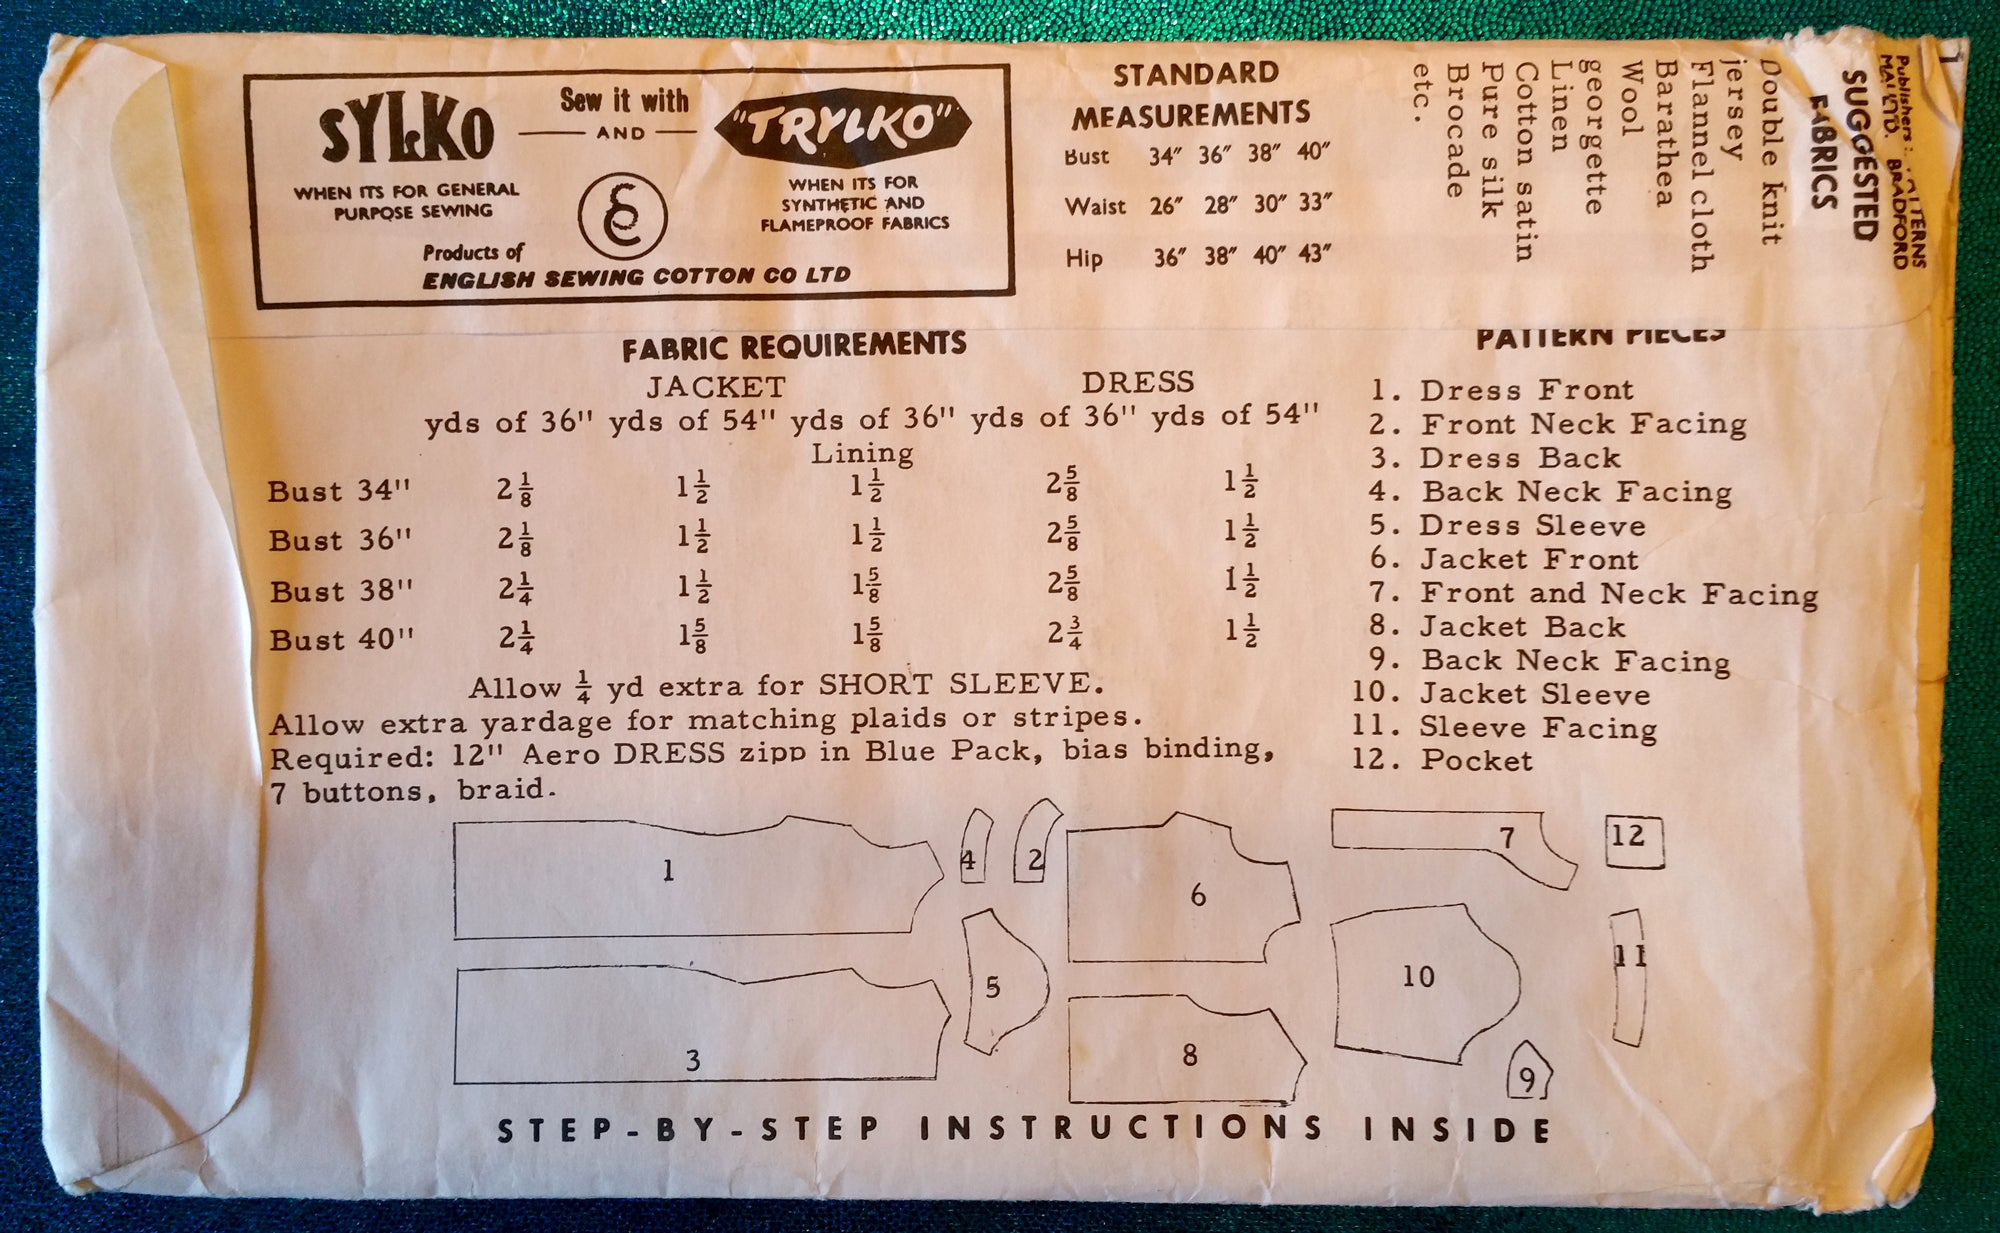 SYLKO
Sew it with
AND
"TRYLKO"
WHEN ITS FOR GENERAL
PURPOSE SEWING
WHEN ITS FOR
SYNTHETIC AND
FLAMEPROOF FABRICS
Products of
ENGLISH SEWING COTTON CO LTD
STANDARD
MEASUREMENTS
Bust 34" 36" 38" 40"
Waist 26" 28" 30" 33"
Hip 36" 38" 40" 43"
Publishers:
LTD. BRADFORD
SUGGESTED
FABRICS
Double knit
jersey
Flannel cloth
Barathea
Wool
georgette
Linen
Cotton satin
Pure silk
Brocade
etc.
FABRIC REQUIREMENTS
JACKET DRESS
yds of 36" yds of 54" yds of 36" yds of 36" yds of 54"
Lining
Bust 34" 2 1/8 1 1/2 1 1/2 2 5/8 1 1/2
Bust 36" 2 1/8 1 1/2 1 1/2 2 5/8 1 1/2
Bust 38" 2 1/4 1 1/2 1 5/8 2 5/8 1 1/2
Bust 40" 2 1/4 1 5/8 1 5/8 2 3/4 1 1/2
Allow 1/4 yd extra for SHORT SLEEVE.
Allow extra yardage for matching plaids or stripes.
Required: 12" Aero DRESS zipp in Blue Pack, bias binding,
7 buttons, braid.
PATTERN PIECES
1. Dress Front
2. Front Neck Facing
3. Dress Back
4. Back Neck Facing
5. Dress Sleeve
6. Jacket Front
7. Front and Neck Facing
8. Jacket Back
9. Back Neck Facing
10. Jacket Sleeve
11. Sleeve Facing
12. Pocket
1
4
2
6
7
12
3
5
8
10
11
9
STEP-BY-STEP INSTRUCTIONS INSIDE